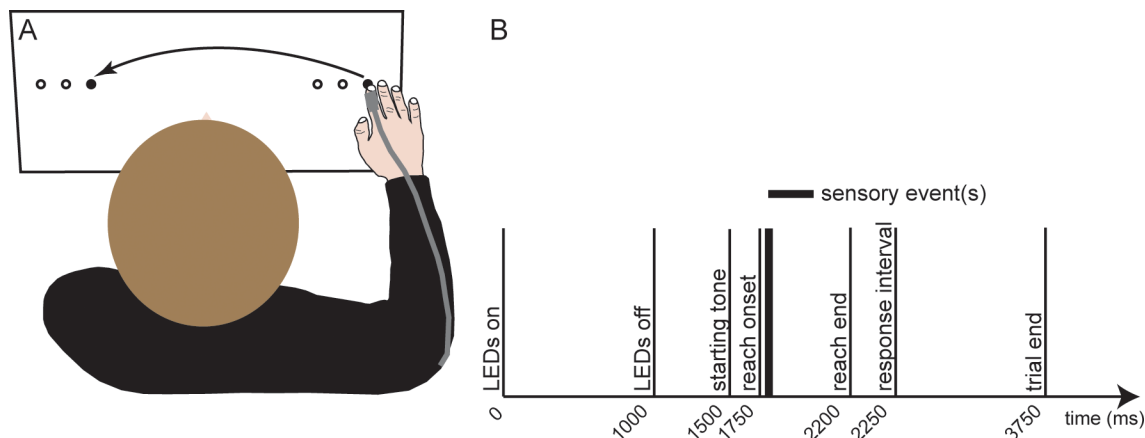 A
B
sensory event(s)
LEDs on
LEDs off
starting tone
reach onset
reach end
response interval
trial end
0
1000
1500
1750
2200
2250
3750
time (ms)